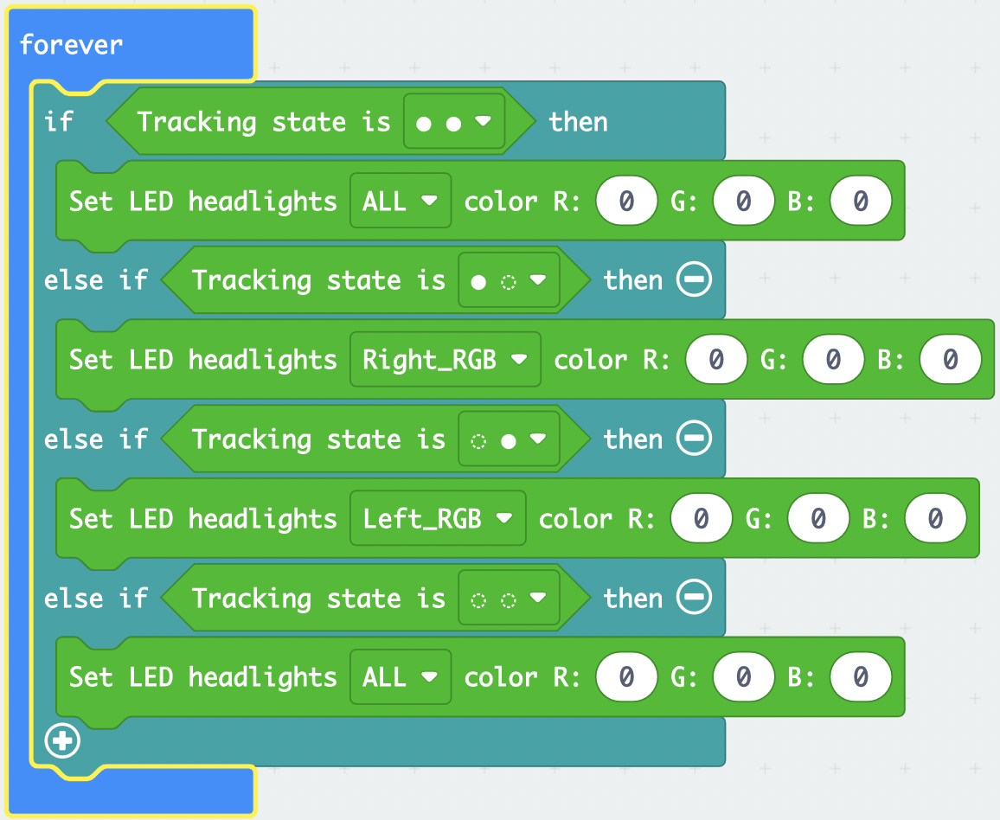 forever
if Tracking state is ● ● then
Set LED headlights ALL color R: 0 G: 0 B: 0
else if Tracking state is ● ◌ then
Set LED headlights Right_RGB color R: 0 G: 0 B: 0
else if Tracking state is ◌ ● then
Set LED headlights Left_RGB color R: 0 G: 0 B: 0
else if Tracking state is ◌ ◌ then
Set LED headlights ALL color R: 0 G: 0 B: 0